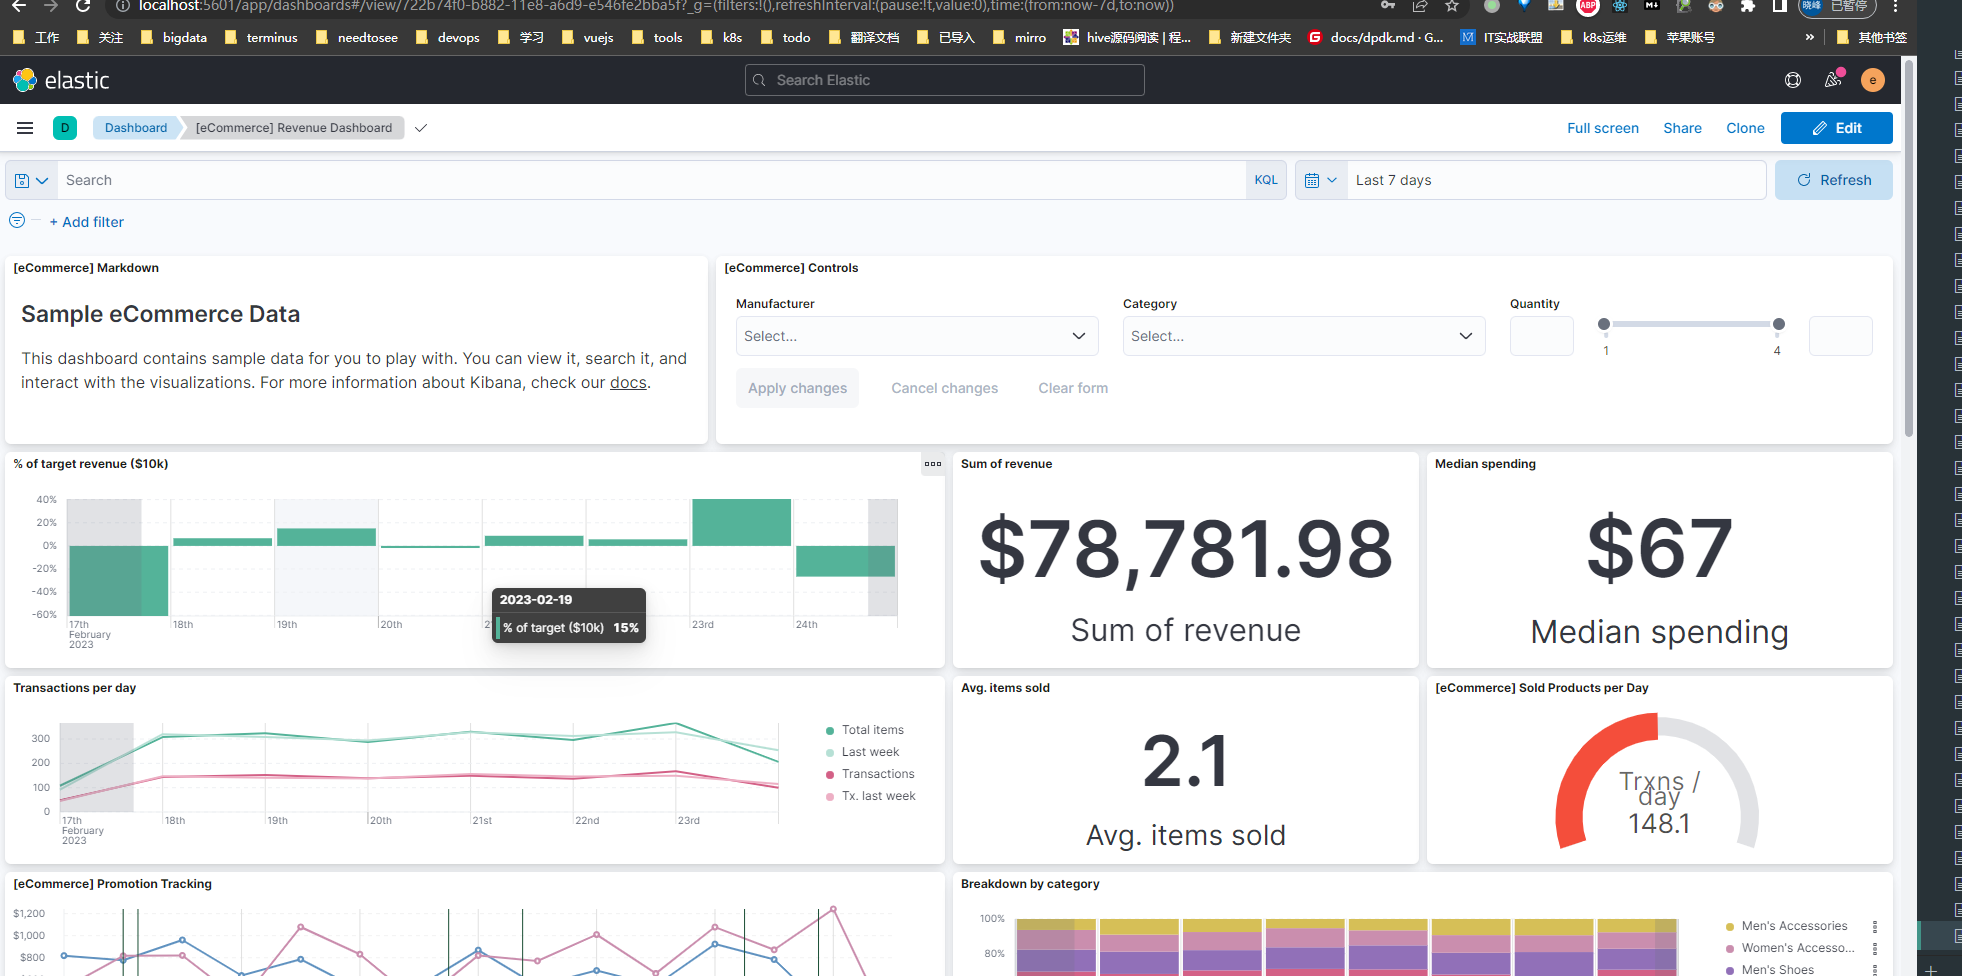 localhost:5601/app/dashboards#/view/722b74f0-b882-11e8-a6d9-e546fe2bba5f?_g=(filters:!(),refreshInterval:(pause:!t,value:0),time:(from:now-7d,to:now))
ABP
M↓
晓峰 已暂停
工作 关注 bigdata terminus needtosee devops 学习 vuejs tools k8s todo 翻译文档 已导入 mirro hive源码阅读 | 程... 新建文件夹 G docs/dpdk.md · G... M IT实战联盟 k8s运维 苹果账号 » 其他书签
elastic
Search Elastic
e
D
Dashboard
[eCommerce] Revenue Dashboard
Full screen Share Clone Edit
Search
KQL
Last 7 days
Refresh
+ Add filter
[eCommerce] Markdown
Sample eCommerce Data
This dashboard contains sample data for you to play with. You can view it, search it, and
interact with the visualizations. For more information about Kibana, check our docs.
[eCommerce] Controls
Manufacturer Category Quantity
Select... Select...
1 4
Apply changes Cancel changes Clear form
% of target revenue ($10k)
40%
20%
0%
-20%
-40%
-60%
17th
February
2023
18th 19th 20th 23rd 24th
2023-02-19
% of target ($10k) 15%
Sum of revenue
$78,781.98
Sum of revenue
Median spending
$67
Median spending
Transactions per day
300
200
100
0
17th
February
2023
18th 19th 20th 21st 22nd 23rd
Total items
Last week
Transactions
Tx. last week
Avg. items sold
2.1
Avg. items sold
[eCommerce] Sold Products per Day
Trxns /
day
148.1
[eCommerce] Promotion Tracking
$1,200
$1,000
$800
Breakdown by category
100%
80%
Men's Accessories
Women's Accesso...
Men's Shoes